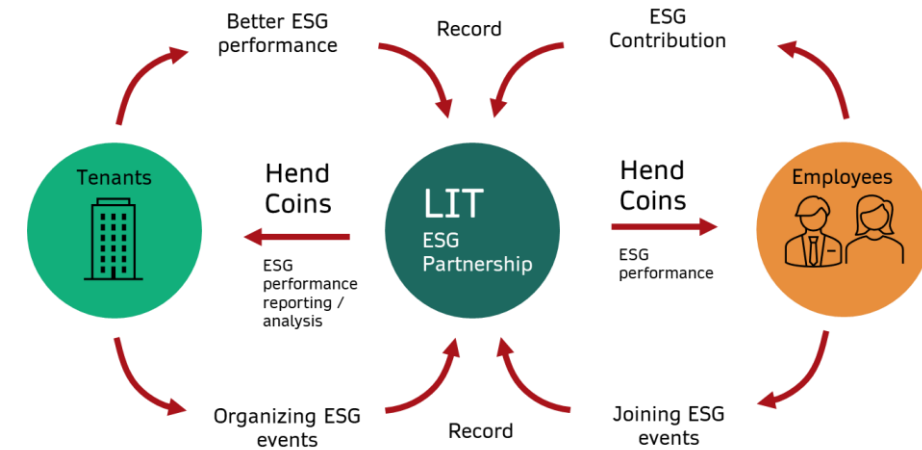 Better ESG
performance
Record
ESG
Contribution
Tenants
Hend
Coins
ESG
performance
reporting /
analysis
LIT
ESG
Partnership
Hend
Coins
ESG
performance
Employees
Organizing ESG
events
Record
Joining ESG
events